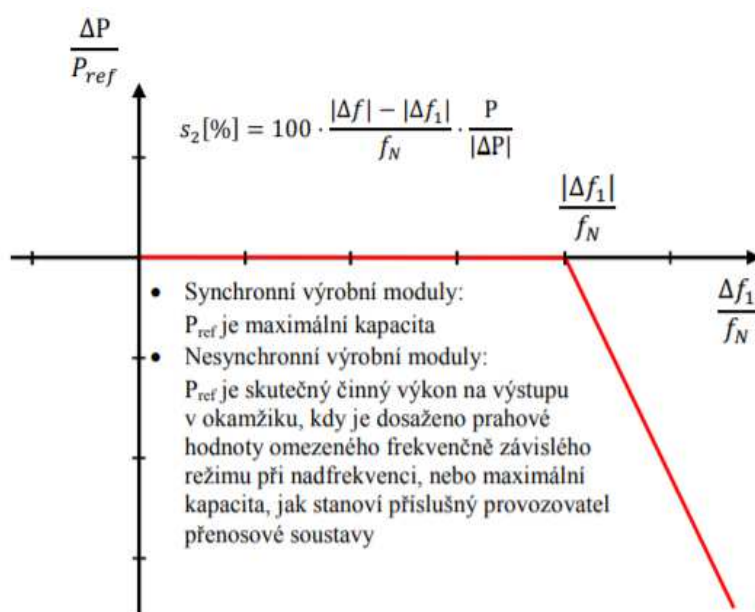 ΔP/P_ref
s₂[%] = 100 · (|Δf| − |Δf₁|)/f_N · P/|ΔP|
|Δf₁|/f_N
Δf₁/f_N
• Synchronní výrobní moduly:
P_ref je maximální kapacita
• Nesynchronní výrobní moduly:
P_ref je skutečný činný výkon na výstupu
v okamžiku, kdy je dosaženo prahové
hodnoty omezeného frekvenčně závislého
režimu při nadfrekvenci, nebo maximální
kapacita, jak stanoví příslušný provozovatel
přenosové soustavy